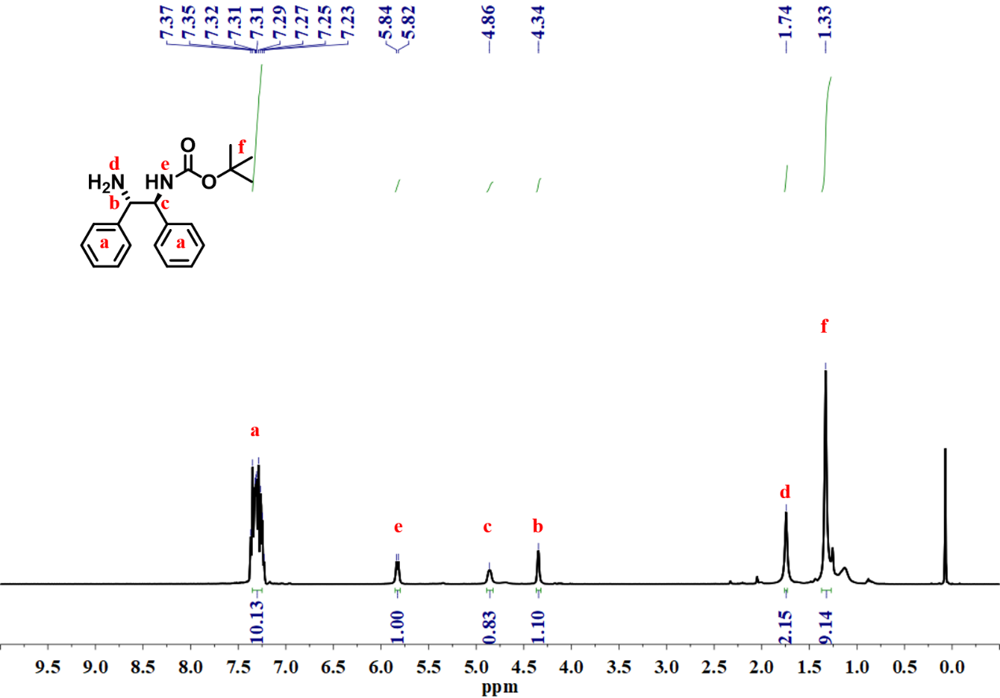 7.37 7.35 7.32 7.31 7.31 7.29 7.27 7.25 7.23 5.84 5.82 4.86 4.34 1.74 1.33
O f
d e
H2N HN O
b c
a a
f
a
d
e c b
10.13 1.00 0.83 1.10 2.15 9.14
9.5 9.0 8.5 8.0 7.5 7.0 6.5 6.0 5.5 5.0 4.5 4.0 3.5 3.0 2.5 2.0 1.5 1.0 0.5 0.0
ppm